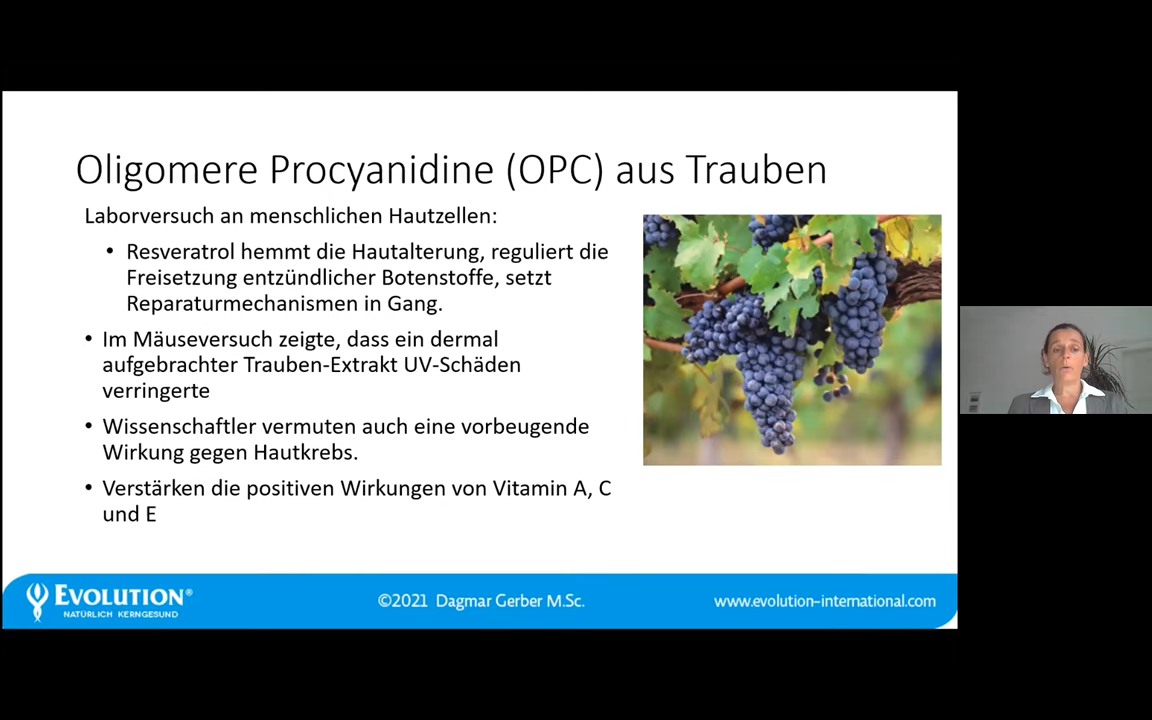 Oligomere Procyanidine (OPC) aus Trauben
Laborversuch an menschlichen Hautzellen:
• Resveratrol hemmt die Hautalterung, reguliert die
Freisetzung entzündlicher Botenstoffe, setzt
Reparaturmechanismen in Gang.
• Im Mäuseversuch zeigte, dass ein dermal
aufgebrachter Trauben-Extrakt UV-Schäden
verringerte
• Wissenschaftler vermuten auch eine vorbeugende
Wirkung gegen Hautkrebs.
• Verstärken die positiven Wirkungen von Vitamin A, C
und E
EVOLUTION®
NATÜRLICH KERNGESUND
©2021 Dagmar Gerber M.Sc.
www.evolution-international.com